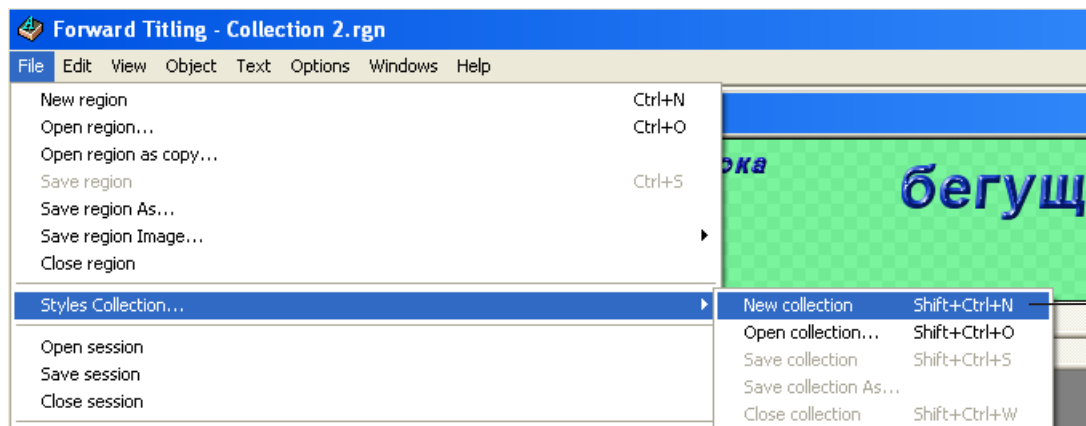 Forward Titling - Collection 2.rgn
File Edit View Object Text Options Windows Help
New region Ctrl+N
Open region... Ctrl+O
Open region as copy...
Save region Ctrl+S
Save region As...
Save region Image...
Close region
Styles Collection...
New collection Shift+Ctrl+N
Open collection... Shift+Ctrl+O
Save collection Shift+Ctrl+S
Save collection As...
Close collection Shift+Ctrl+W
Open session
Save session
Close session